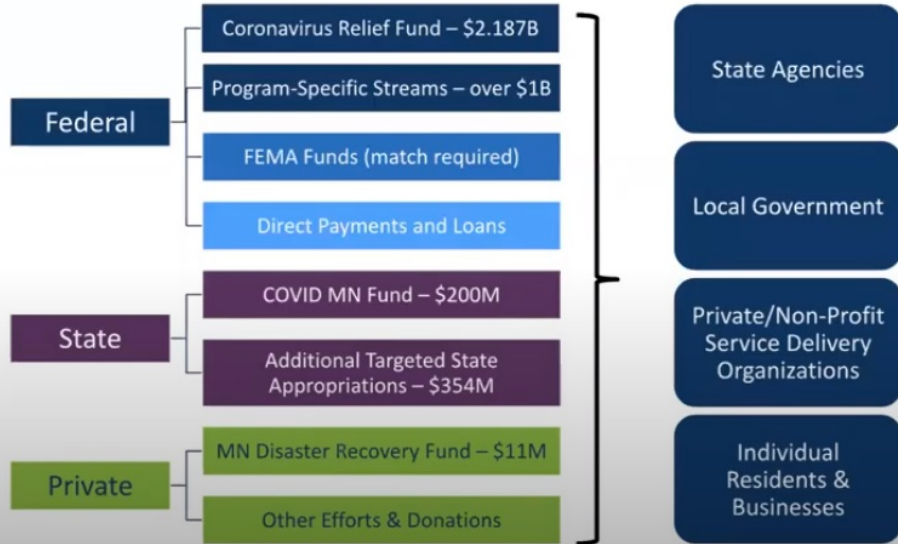 Federal
Coronavirus Relief Fund – $2.187B
Program-Specific Streams – over $1B
FEMA Funds (match required)
Direct Payments and Loans
State
COVID MN Fund – $200M
Additional Targeted State
Appropriations – $354M
Private
MN Disaster Recovery Fund – $11M
Other Efforts & Donations
State Agencies
Local Government
Private/Non-Profit
Service Delivery
Organizations
Individual
Residents &
Businesses